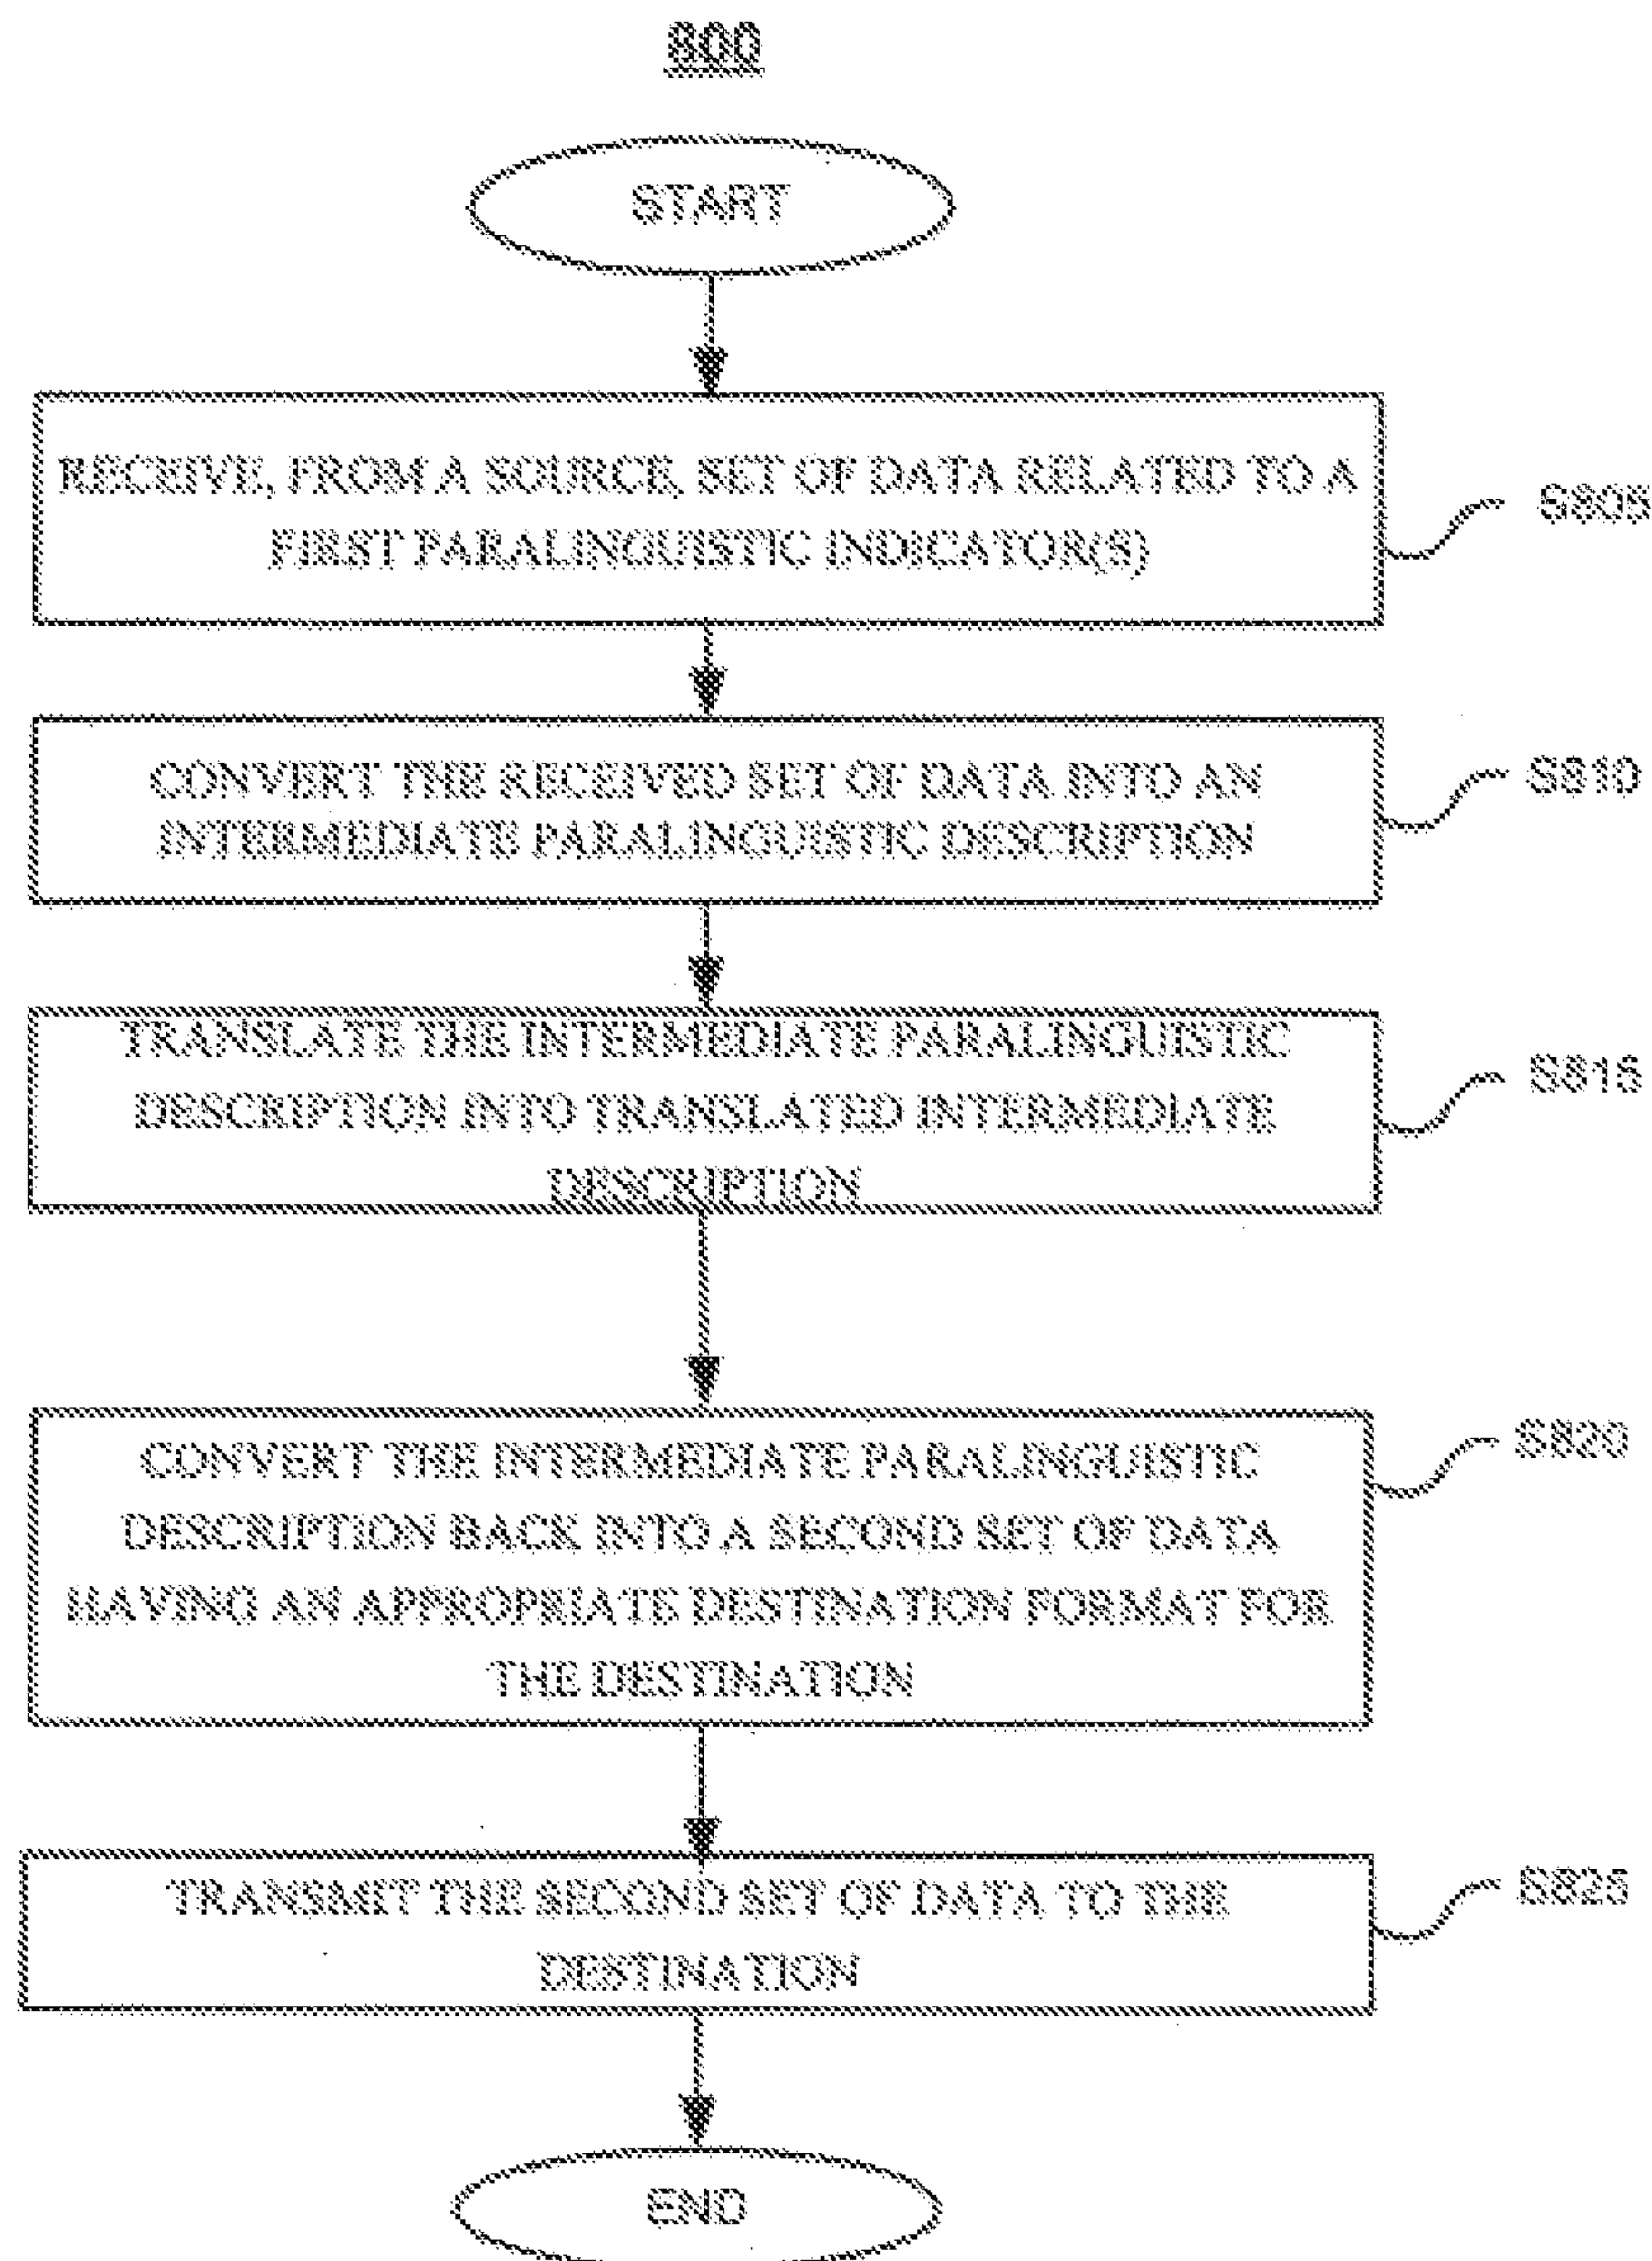 800
START
RECEIVE, FROM A SOURCE, SET OF DATA RELATED TO A
FIRST PARALINGUISTIC INDICATOR(S)
S805
CONVERT THE RECEIVED SET OF DATA INTO AN
INTERMEDIATE PARALINGUISTIC DESCRIPTION
S810
TRANSLATE THE INTERMEDIATE PARALINGUISTIC
DESCRIPTION INTO TRANSLATED INTERMEDIATE
DESCRIPTION
S815
CONVERT THE INTERMEDIATE PARALINGUISTIC
DESCRIPTION BACK INTO A SECOND SET OF DATA
HAVING AN APPROPRIATE DESTINATION FORMAT FOR
THE DESTINATION
S820
TRANSMIT THE SECOND SET OF DATA TO THE
DESTINATION
S825
END